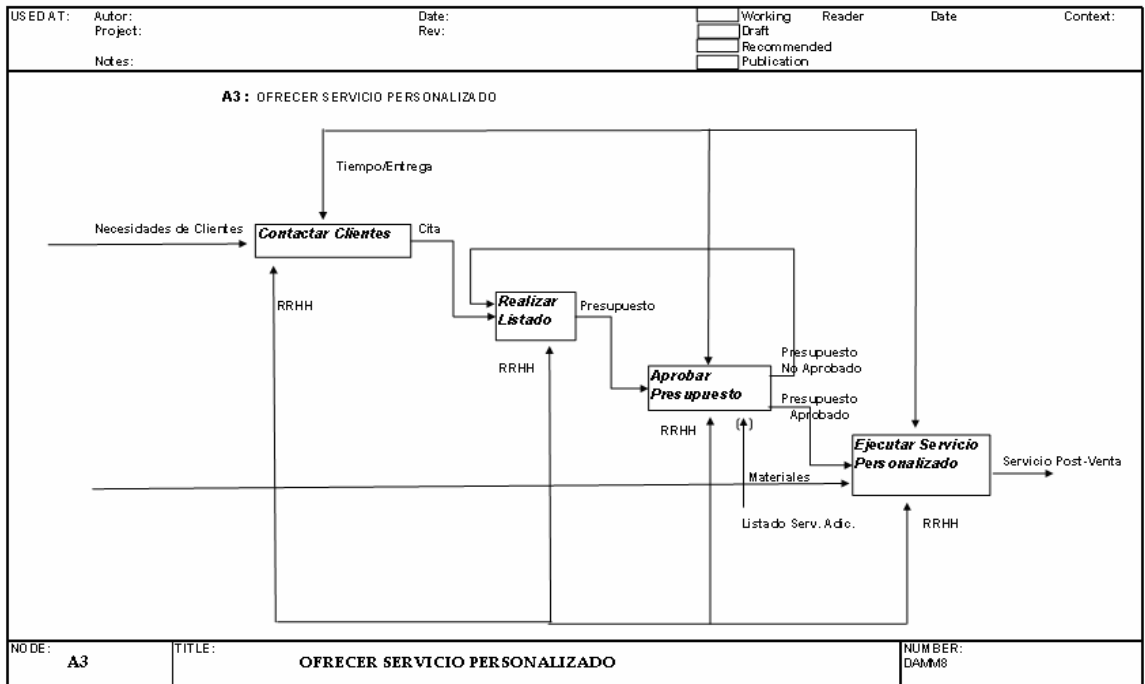 USED AT:
Autor:
Date:
Working
Reader
Date
Context:
Project:
Rev:
Draft
Recommended
Notes:
Publication
A3 : OFRECER SERVICIO PERSONALIZADO
Tiempo/Entrega
Necesidades de Clientes
Contactar Clientes
Cita
RRHH
Realizar
Listado
Presupuesto
RRHH
Presupuesto
No Aprobado
Aprobar
Presupuesto
Presupuesto
Aprobado
RRHH
(*)
Ejecutar Servicio
Personalizado
Servicio Post-Venta
Materiales
Listado Serv. Adic.
RRHH
NODE:
A3
TITLE:
OFRECER SERVICIO PERSONALIZADO
NUMBER:
DAMM8